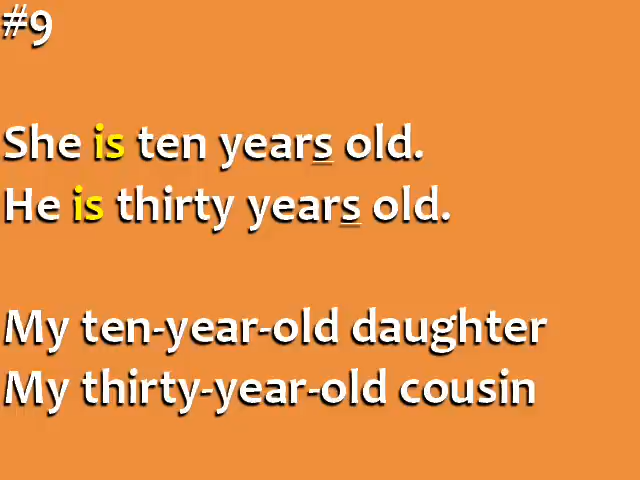 #9
She is ten years old.
He is thirty years old.
My ten-year-old daughter
My thirty-year-old cousin